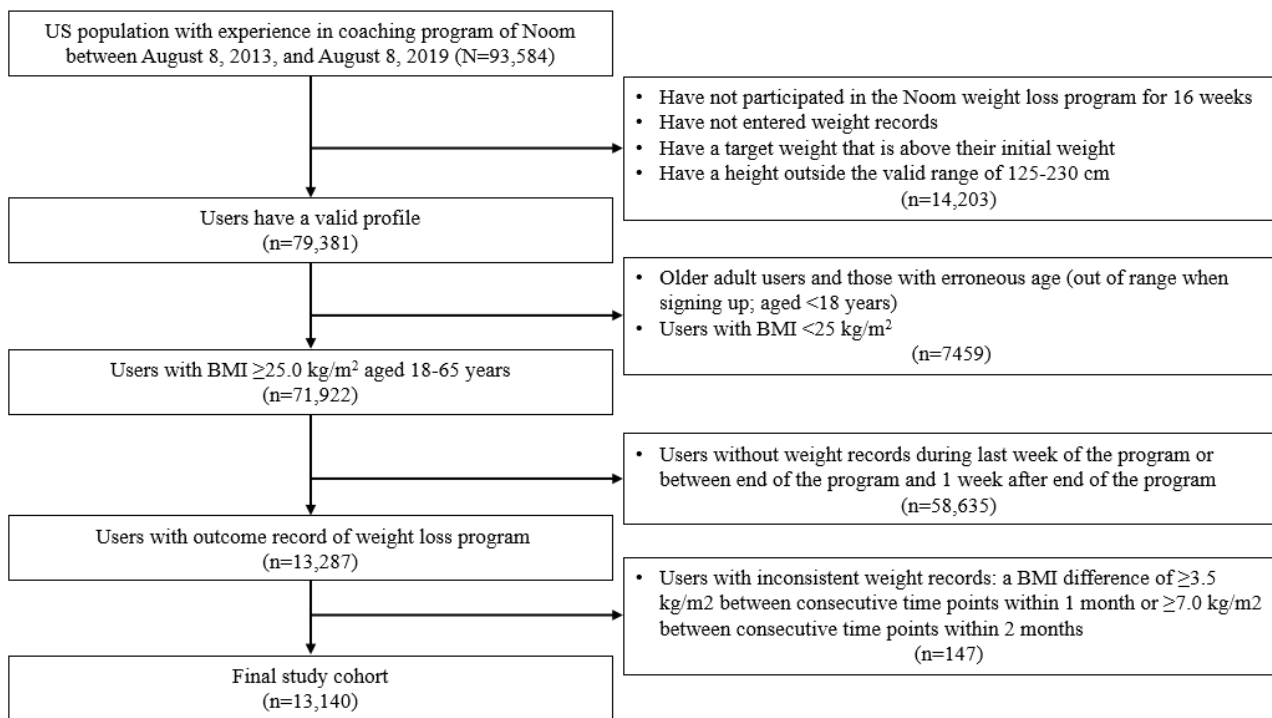 US population with experience in coaching program of Noom
between August 8, 2013, and August 8, 2019 (N=93,584)
• Have not participated in the Noom weight loss program for 16 weeks
• Have not entered weight records
• Have a target weight that is above their initial weight
• Have a height outside the valid range of 125-230 cm
(n=14,203)
Users have a valid profile
(n=79,381)
• Older adult users and those with erroneous age (out of range when
signing up; aged <18 years)
• Users with BMI <25 kg/m²
(n=7459)
Users with BMI ≥25.0 kg/m² aged 18-65 years
(n=71,922)
• Users without weight records during last week of the program or
between end of the program and 1 week after end of the program
(n=58,635)
Users with outcome record of weight loss program
(n=13,287)
• Users with inconsistent weight records: a BMI difference of ≥3.5
kg/m2 between consecutive time points within 1 month or ≥7.0 kg/m2
between consecutive time points within 2 months
(n=147)
Final study cohort
(n=13,140)